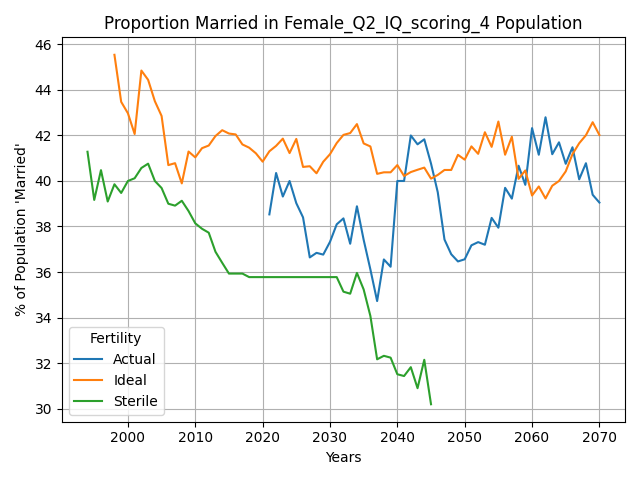 Proportion Married in Female_Q2_IQ_scoring_4 Population
% of Population 'Married'
46
44
42
40
38
36
34
32
30
Fertility
Actual
Ideal
Sterile
2000 2010 2020 2030 2040 2050 2060 2070
Years